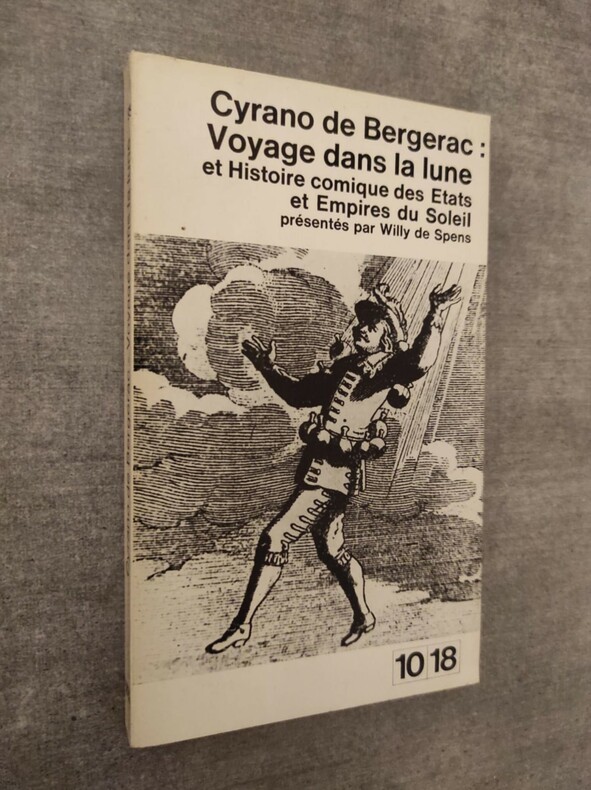 Cyrano de Bergerac :
Voyage dans la lune
et Histoire comique des Etats
et Empires du Soleil
présentés par Willy de Spens
10 18